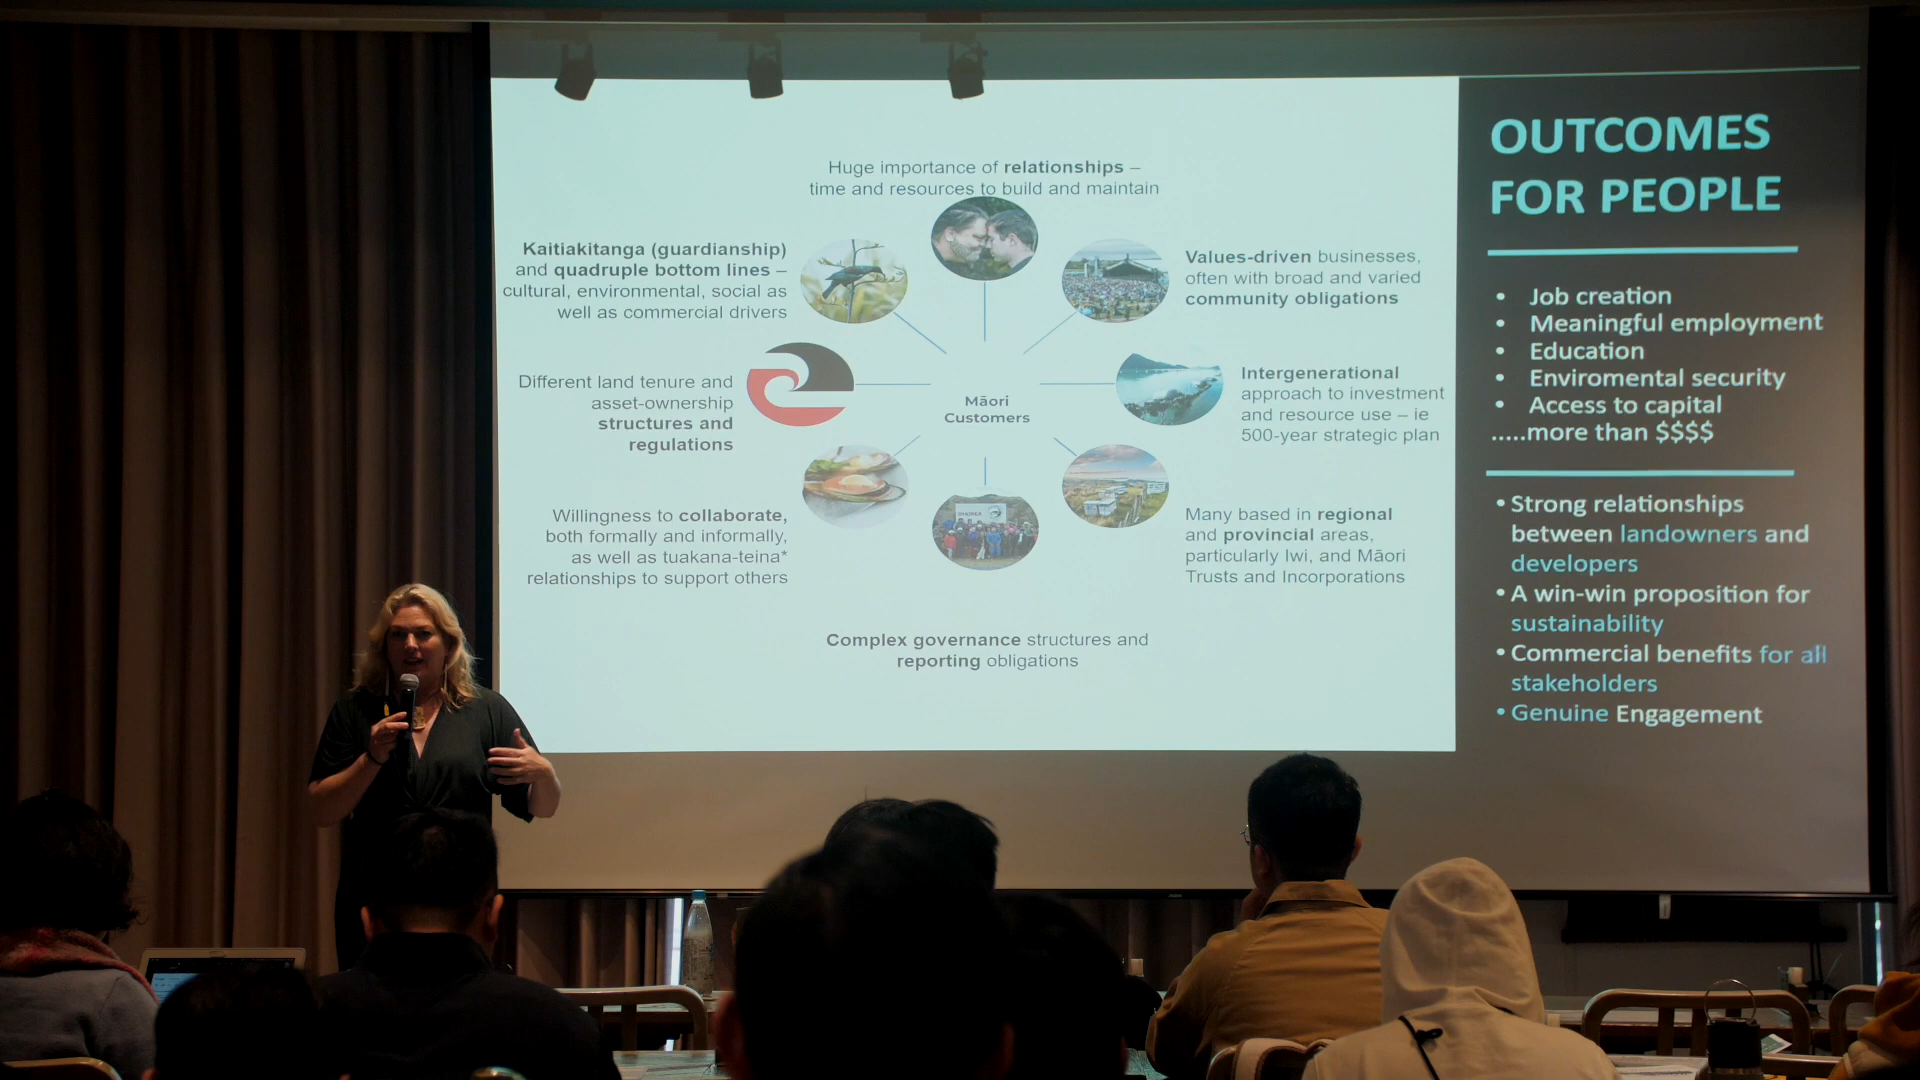 Huge importance of relationships –
time and resources to build and maintain
Kaitiakitanga (guardianship)
and quadruple bottom lines –
cultural, environmental, social as
well as commercial drivers
Values-driven businesses,
often with broad and varied
community obligations
Different land tenure and
asset-ownership
structures and
regulations
Māori
Customers
Intergenerational
approach to investment
and resource use – ie
500-year strategic plan
Willingness to collaborate,
both formally and informally,
as well as tuakana-teina*
relationships to support others
Many based in regional
and provincial areas,
particularly Iwi, and Māori
Trusts and Incorporations
Complex governance structures and
reporting obligations
OUTCOMES
FOR PEOPLE
• Job creation
• Meaningful employment
• Education
• Enviromental security
• Access to capital
.....more than $$$$
• Strong relationships
between landowners and
developers
• A win-win proposition for
sustainability
• Commercial benefits for all
stakeholders
• Genuine Engagement